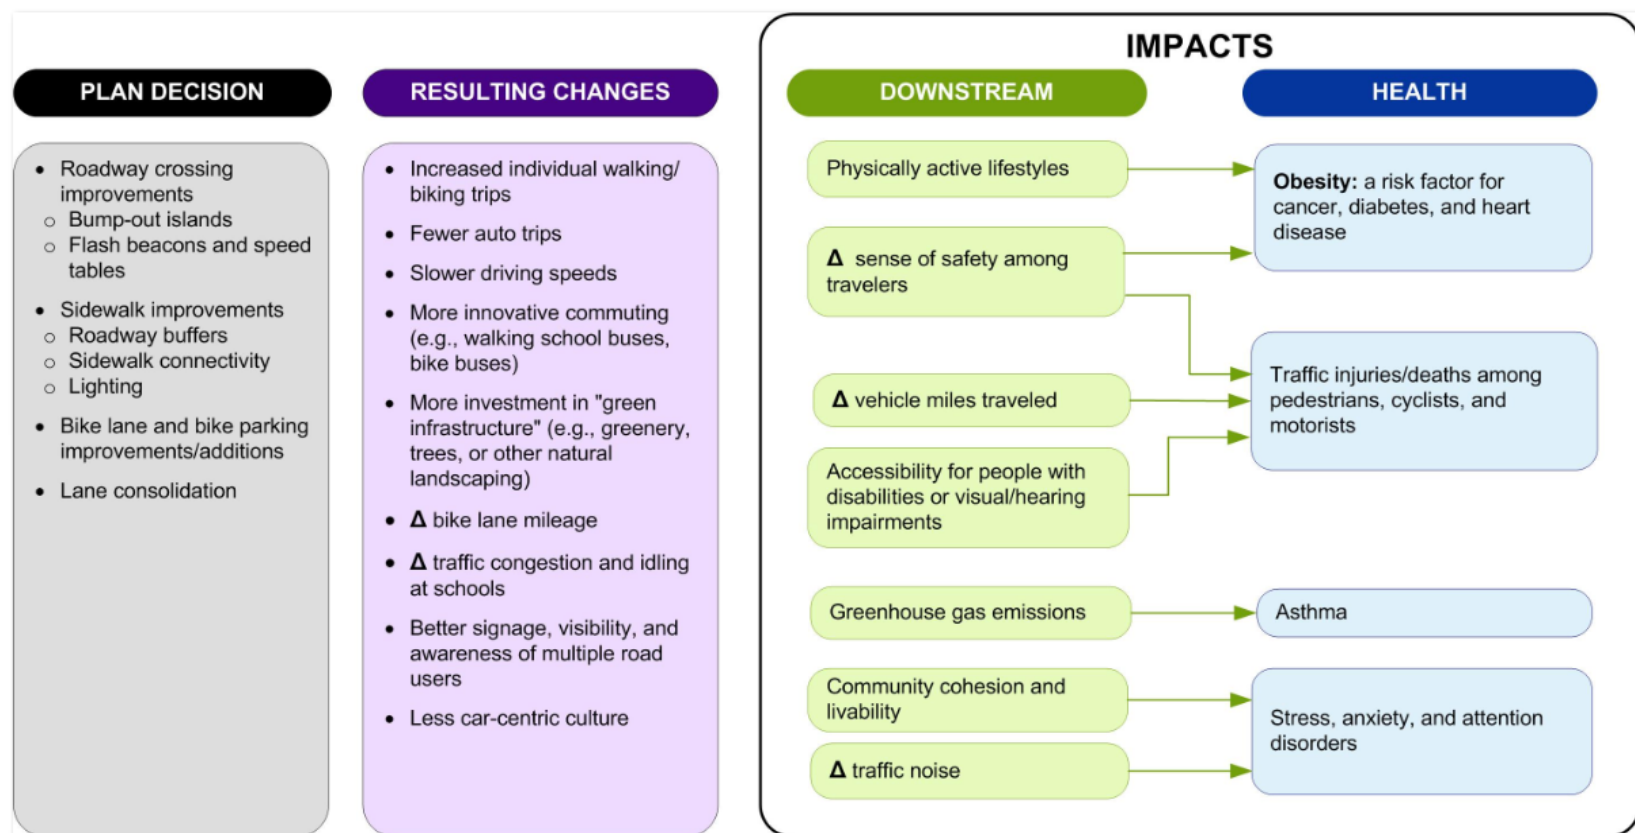 IMPACTS
PLAN DECISION
• Roadway crossing
improvements
o Bump-out islands
o Flash beacons and speed
tables
• Sidewalk improvements
o Roadway buffers
o Sidewalk connectivity
o Lighting
• Bike lane and bike parking
improvements/additions
• Lane consolidation
RESULTING CHANGES
• Increased individual walking/
biking trips
• Fewer auto trips
• Slower driving speeds
• More innovative commuting
(e.g., walking school buses,
bike buses)
• More investment in "green
infrastructure" (e.g., greenery,
trees, or other natural
landscaping)
• Δ bike lane mileage
• Δ traffic congestion and idling
at schools
• Better signage, visibility, and
awareness of multiple road
users
• Less car-centric culture
DOWNSTREAM
Physically active lifestyles
Δ sense of safety among
travelers
Δ vehicle miles traveled
Accessibility for people with
disabilities or visual/hearing
impairments
Greenhouse gas emissions
Community cohesion and
livability
Δ traffic noise
HEALTH
Obesity: a risk factor for
cancer, diabetes, and heart
disease
Traffic injuries/deaths among
pedestrians, cyclists, and
motorists
Asthma
Stress, anxiety, and attention
disorders